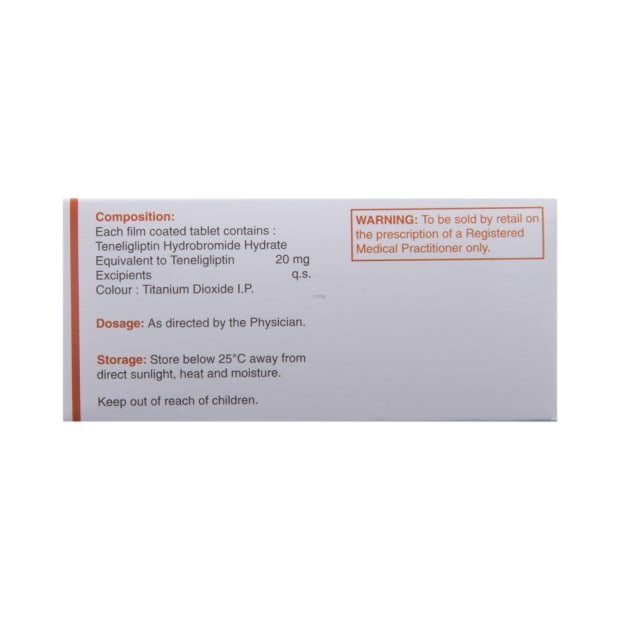 Composition:
Each film coated tablet contains :
Teneligliptin Hydrobromide Hydrate
Equivalent to Teneligliptin 20 mg
Excipients q.s.
Colour : Titanium Dioxide I.P.
Dosage: As directed by the Physician.
Storage: Store below 25°C away from
direct sunlight, heat and moisture.
Keep out of reach of children.
WARNING: To be sold by retail on
the prescription of a Registered
Medical Practitioner only.